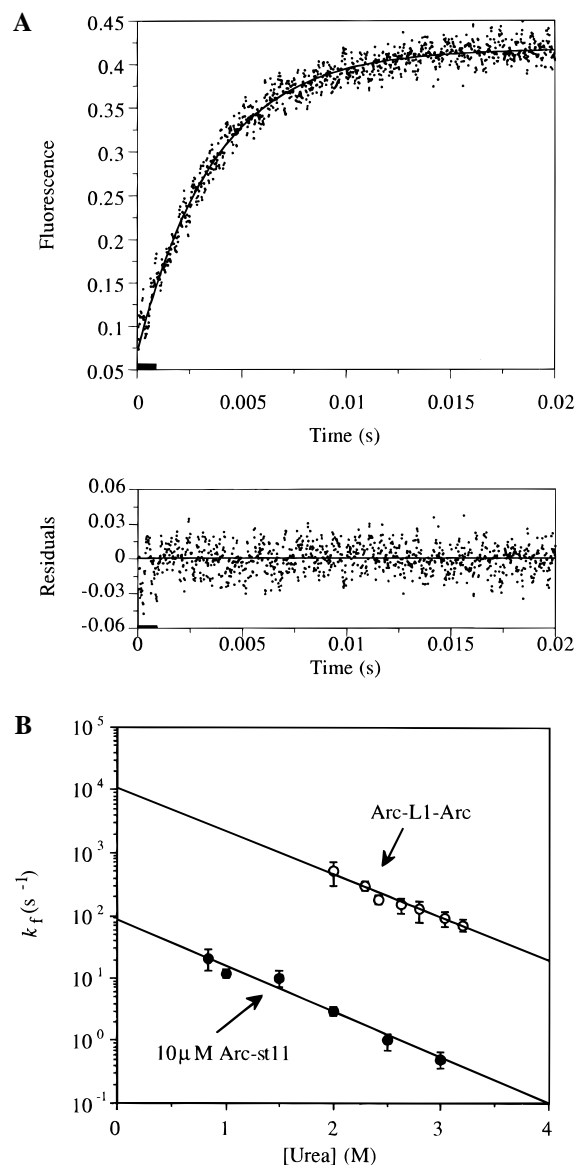 A
0.45
0.4
0.35
0.3
0.25
0.2
0.15
0.1
0.05
Fluorescence
0 0.005 0.01 0.015 0.02
Time (s)
0.06
0.03
0
-0.03
-0.06
Residuals
0 0.005 0.01 0.015 0.02
Time (s)
B
10^5
10^4
10^3
10^2
10^1
10^0
10^-1
k_f (s^-1)
Arc-L1-Arc
10μM Arc-st11
0 1 2 3 4
[Urea] (M)